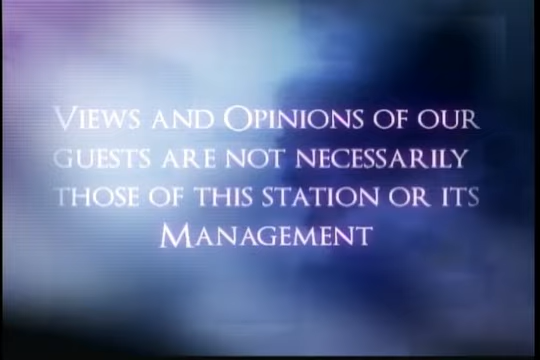 Views and Opinions of our
guests are not necessarily
those of this station or its
Management